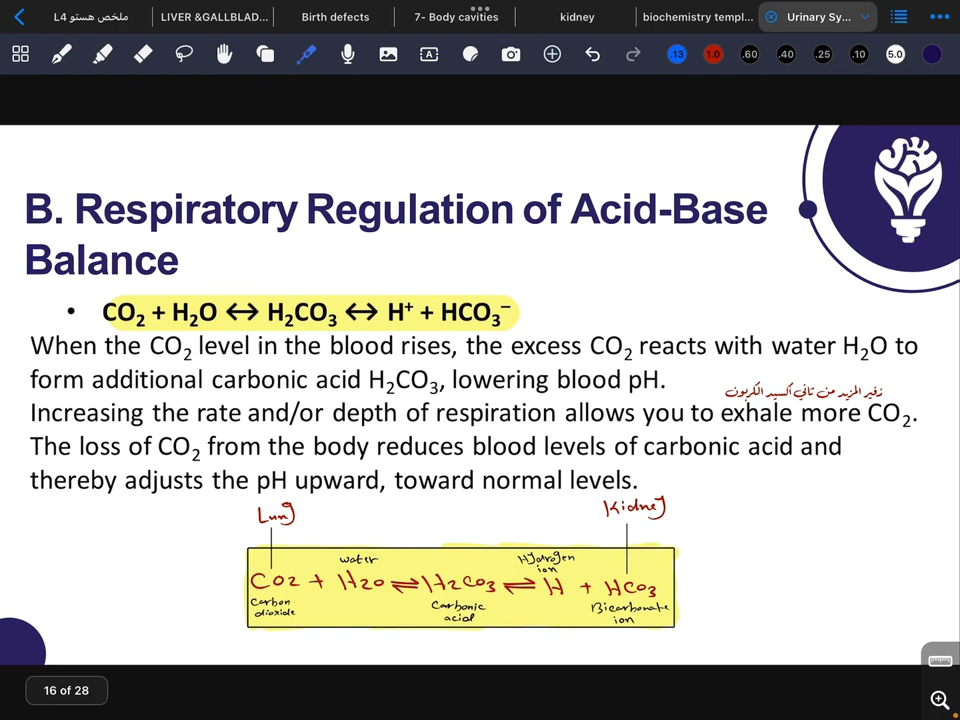 ملخص هستو L4
LIVER &GALLBLAD...
Birth defects
7- Body cavities
kidney
biochemistry templ...
Urinary Sy...
13
1.0
.60
.40
.25
.10
5.0
B. Respiratory Regulation of Acid-Base
Balance
• CO₂ + H₂O ↔ H₂CO₃ ↔ H⁺ + HCO₃⁻
When the CO₂ level in the blood rises, the excess CO₂ reacts with water H₂O to
form additional carbonic acid H₂CO₃, lowering blood pH.
زفير المزيد من ثاني أكسيد الكربون
Increasing the rate and/or depth of respiration allows you to exhale more CO₂.
The loss of CO₂ from the body reduces blood levels of carbonic acid and
thereby adjusts the pH upward, toward normal levels.
Lung
Kidney
water
Hydrogen
ion
CO2 + H2O ⇌ H2CO3 ⇌ H + HCO3
Carbon
dioxide
Carbonic
acid
Bicarbonate
ion
16 of 28